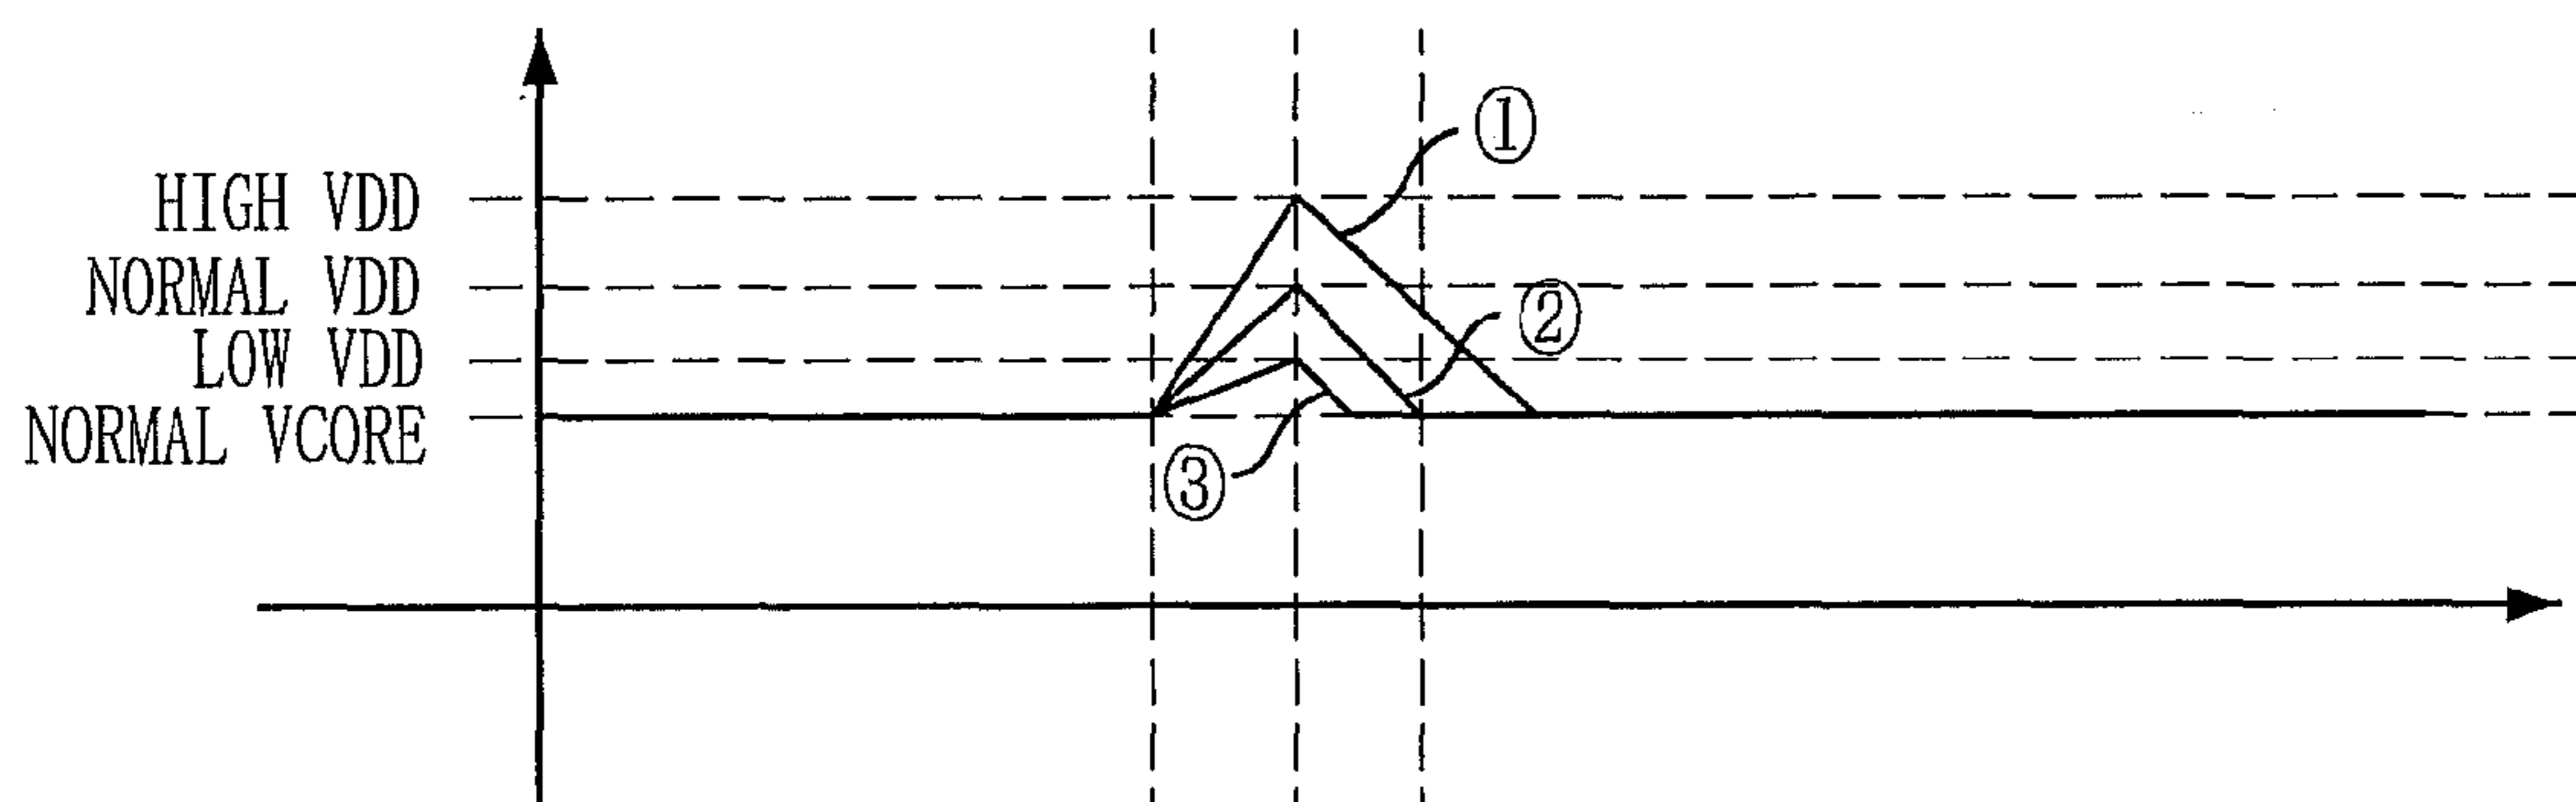 ①
HIGH VDD
NORMAL VDD
②
LOW VDD
NORMAL VCORE
③